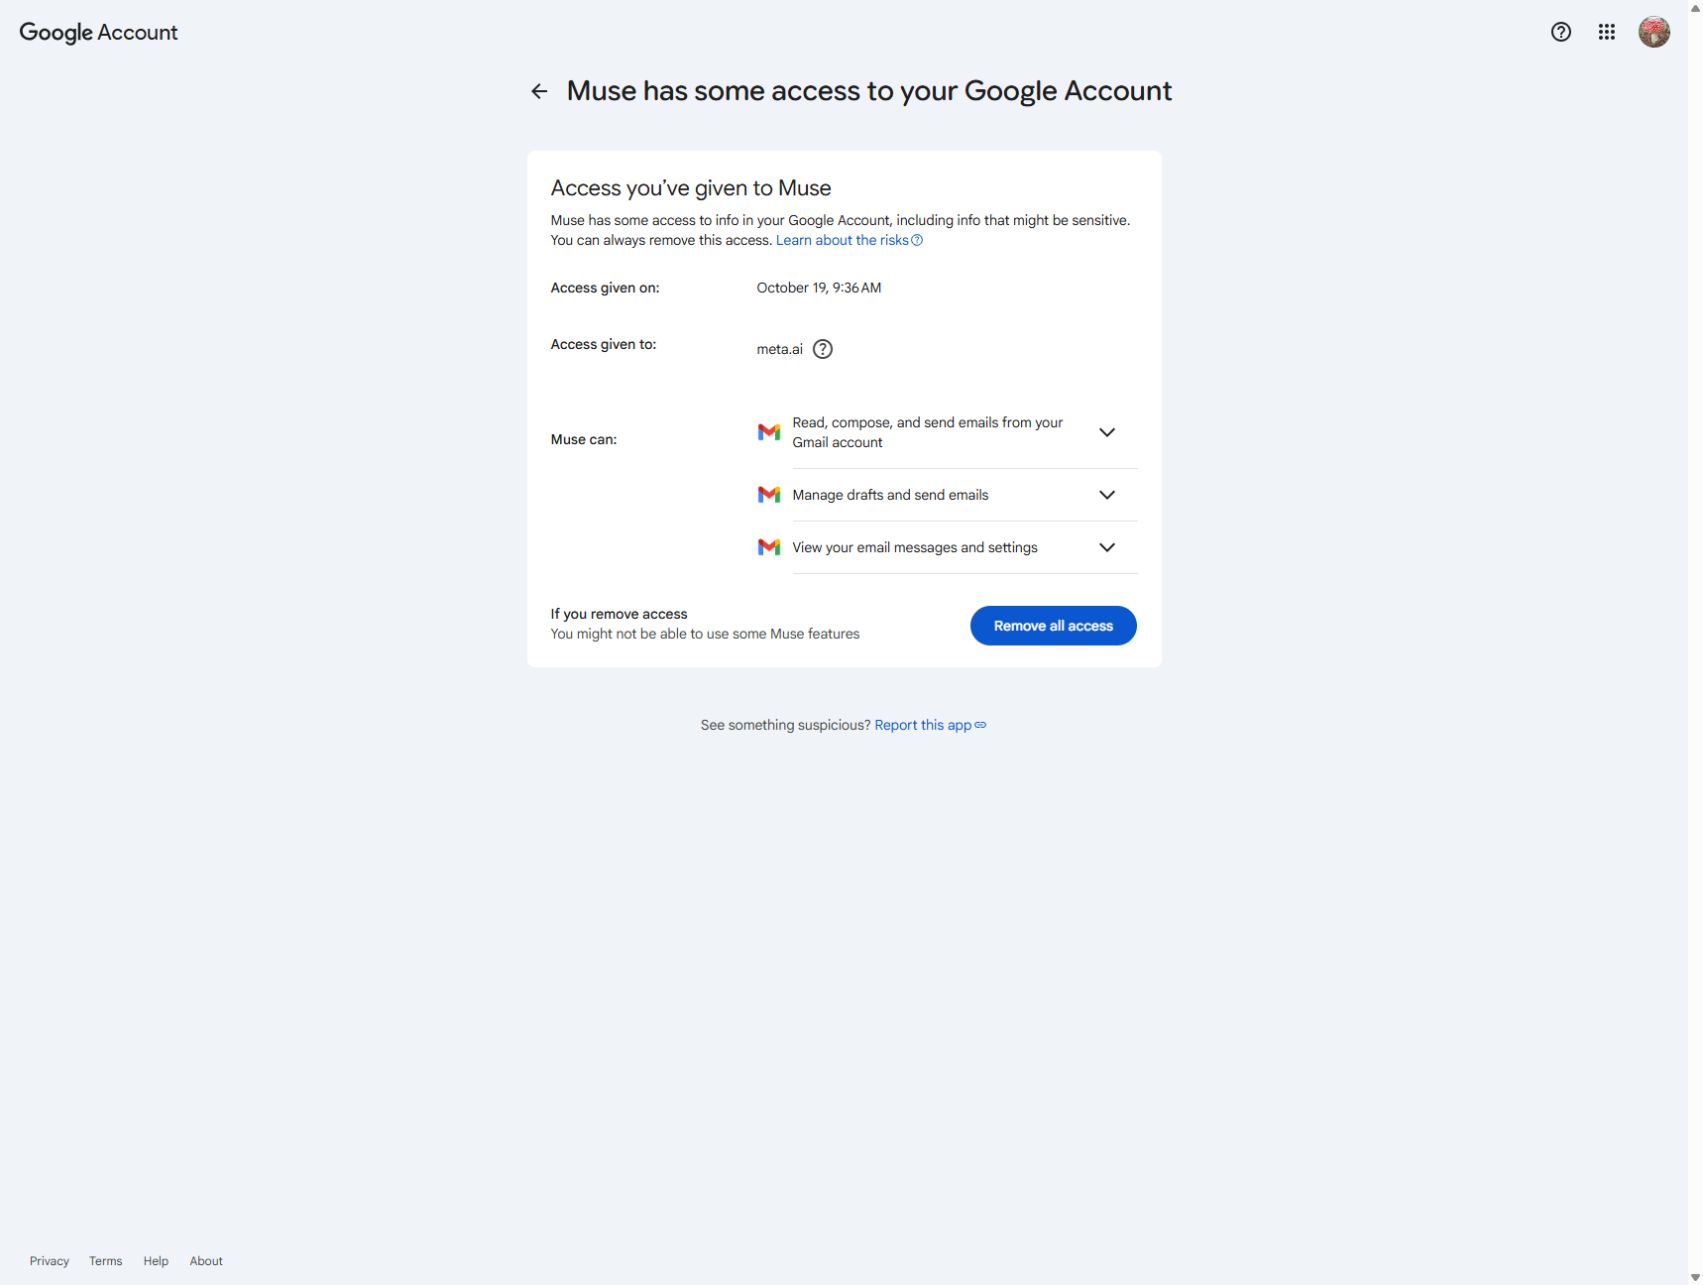 Google Account
Muse has some access to your Google Account
Access you’ve given to Muse
Muse has some access to info in your Google Account, including info that might be sensitive.
You can always remove this access. Learn about the risks
Access given on:
October 19, 9:36 AM
Access given to:
meta.ai
Muse can:
Read, compose, and send emails from your
Gmail account
Manage drafts and send emails
View your email messages and settings
If you remove access
You might not be able to use some Muse features
Remove all access
See something suspicious? Report this app
Privacy Terms Help About